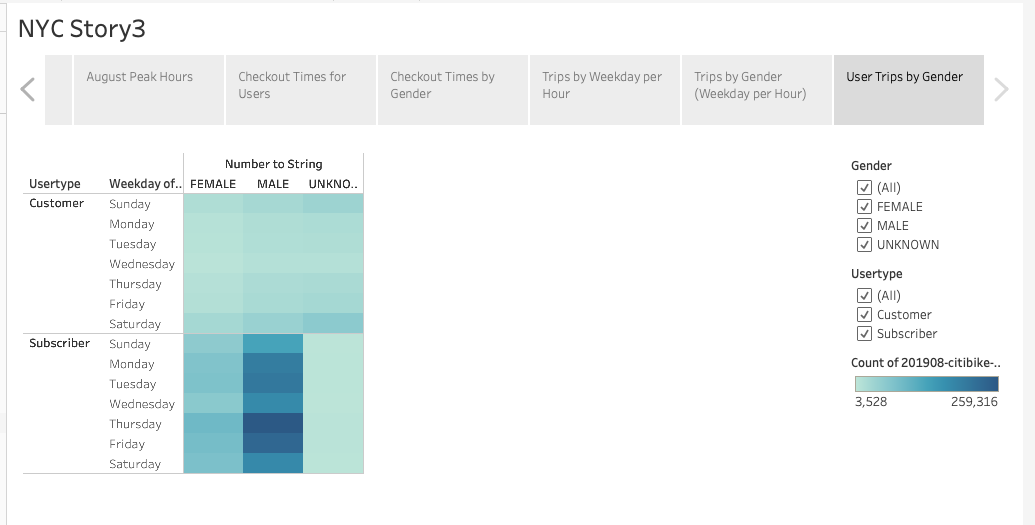 NYC Story3
August Peak Hours
Checkout Times for
Users
Checkout Times by
Gender
Trips by Weekday per
Hour
Trips by Gender
(Weekday per Hour)
User Trips by Gender
Number to String
Usertype Weekday of.. FEMALE MALE UNKNO..
Customer Sunday
Monday
Tuesday
Wednesday
Thursday
Friday
Saturday
Subscriber Sunday
Monday
Tuesday
Wednesday
Thursday
Friday
Saturday
Gender
(All)
FEMALE
MALE
UNKNOWN
Usertype
(All)
Customer
Subscriber
Count of 201908-citibike-..
3,528 259,316